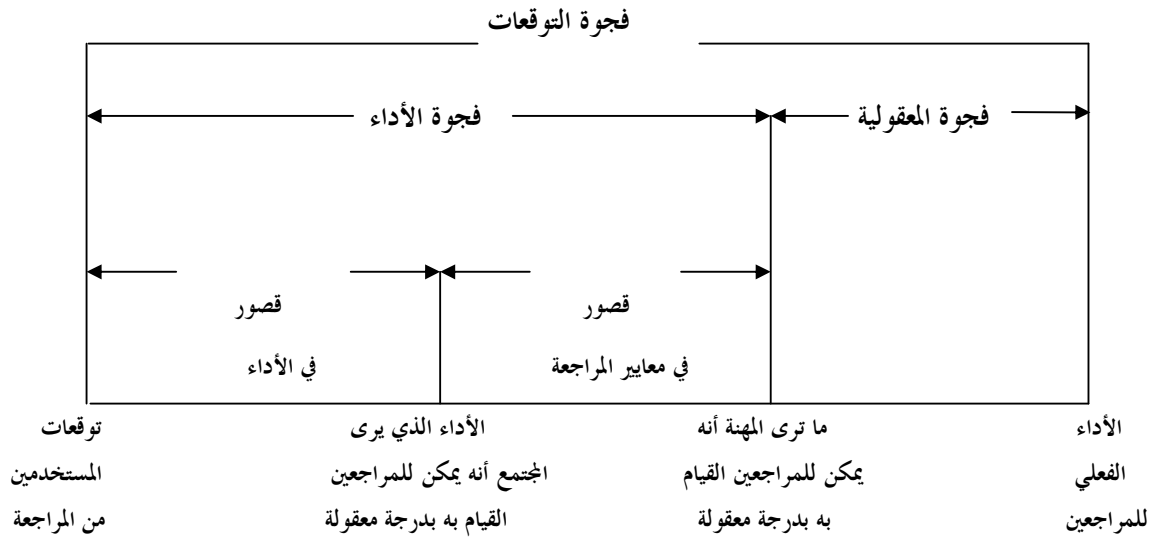 فجوة التوقعات
فجوة المعقولية
فجوة الأداء
قصور
في معايير المراجعة
قصور
في الأداء
الأداء
الفعلي
للمراجعين
ما ترى المهنة أنه
يمكن للمراجعين القيام
به بدرجة معقولة
الأداء الذي يرى
المجتمع أنه يمكن للمراجعين
القيام به بدرجة معقولة
توقعات
المستخدمين
من المراجعة